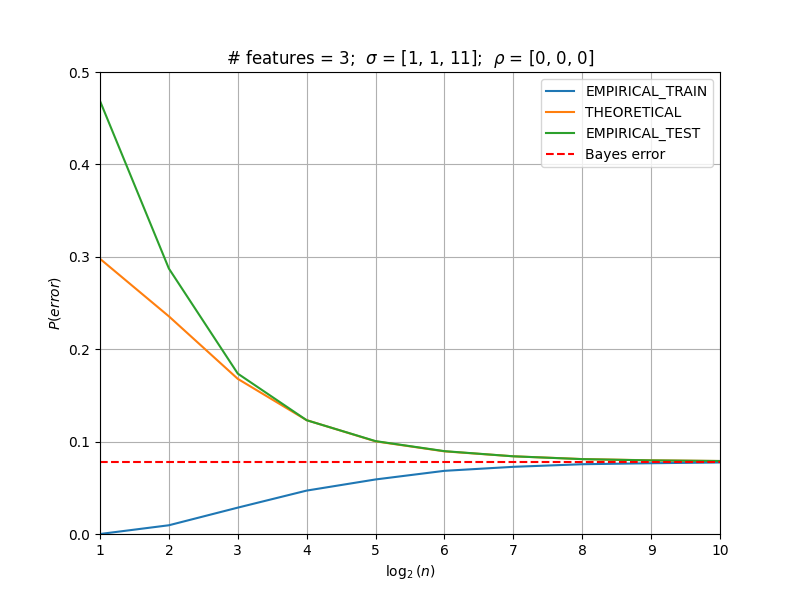 # features = 3; σ = [1, 1, 11]; ρ = [0, 0, 0]
EMPIRICAL_TRAIN
THEORETICAL
EMPIRICAL_TEST
Bayes error
0.5
0.4
0.3
0.2
0.1
0.0
P(error)
1 2 3 4 5 6 7 8 9 10
log₂(n)